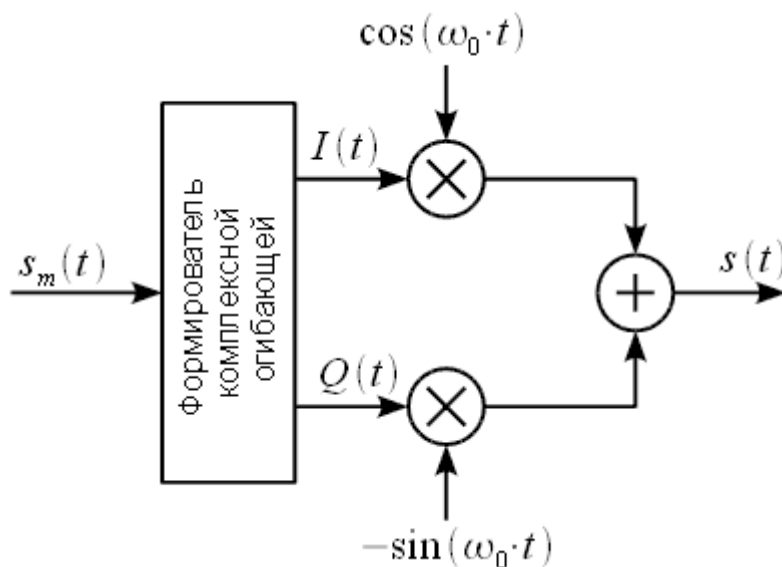 cos(ω₀·t)
I(t)
Формирователь
комплексной
огибающей
sₘ(t)
s(t)
Q(t)
−sin(ω₀·t)